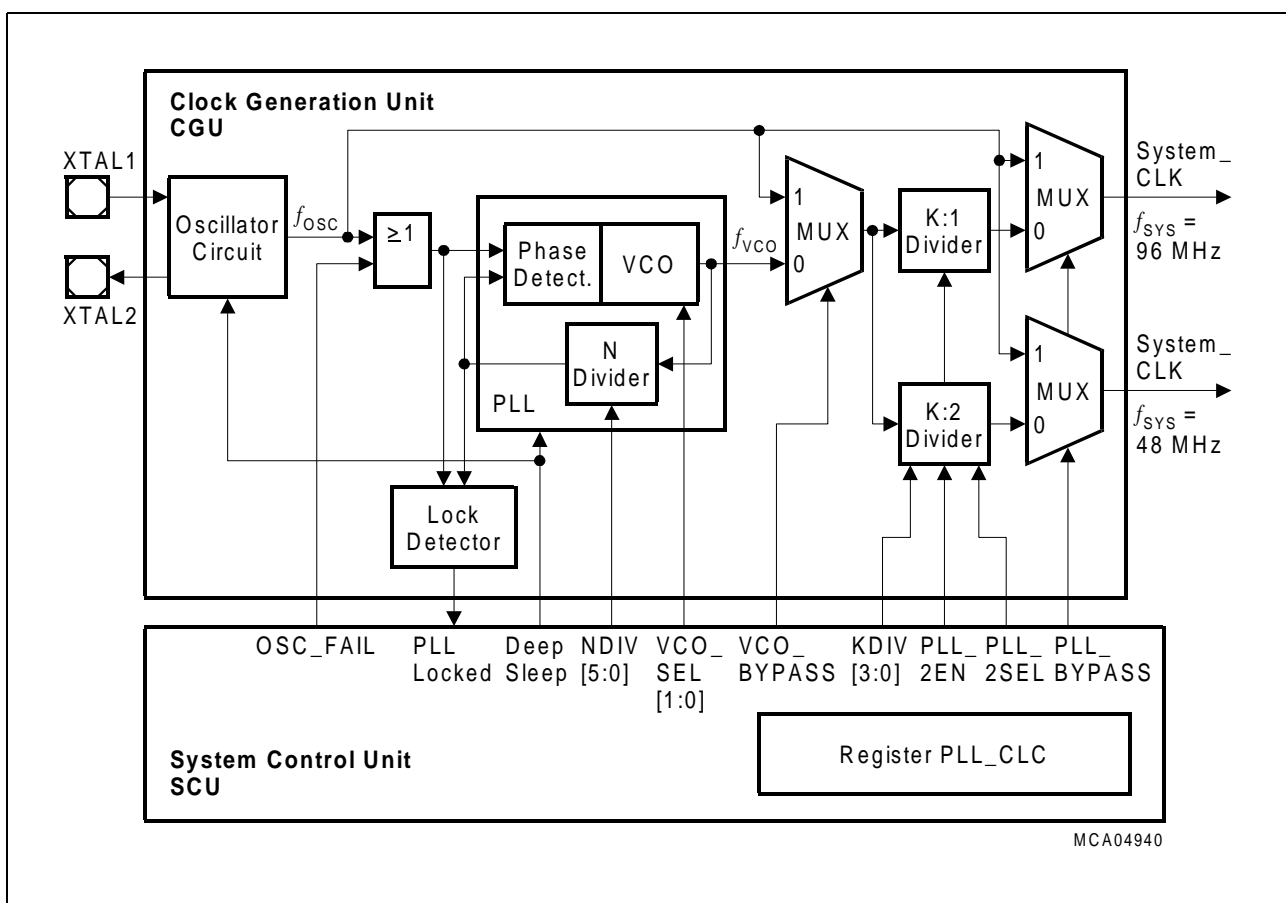 Clock Generation Unit
CGU
XTAL1
XTAL2
Oscillator
Circuit
fOSC
≥1
Phase
Detect.
VCO
N
Divider
PLL
fVCO
1
MUX
0
K:1
Divider
K:2
Divider
1
MUX
0
1
MUX
0
System_
CLK
fSYS =
96 MHz
System_
CLK
fSYS =
48 MHz
Lock
Detector
OSC_FAIL
PLL
Locked
Deep
Sleep
NDIV
[5:0]
VCO_
SEL
[1:0]
VCO_
BYPASS
KDIV
[3:0]
PLL_
2EN
PLL_
2SEL
PLL_
BYPASS
Register PLL_CLC
System Control Unit
SCU
MCA04940